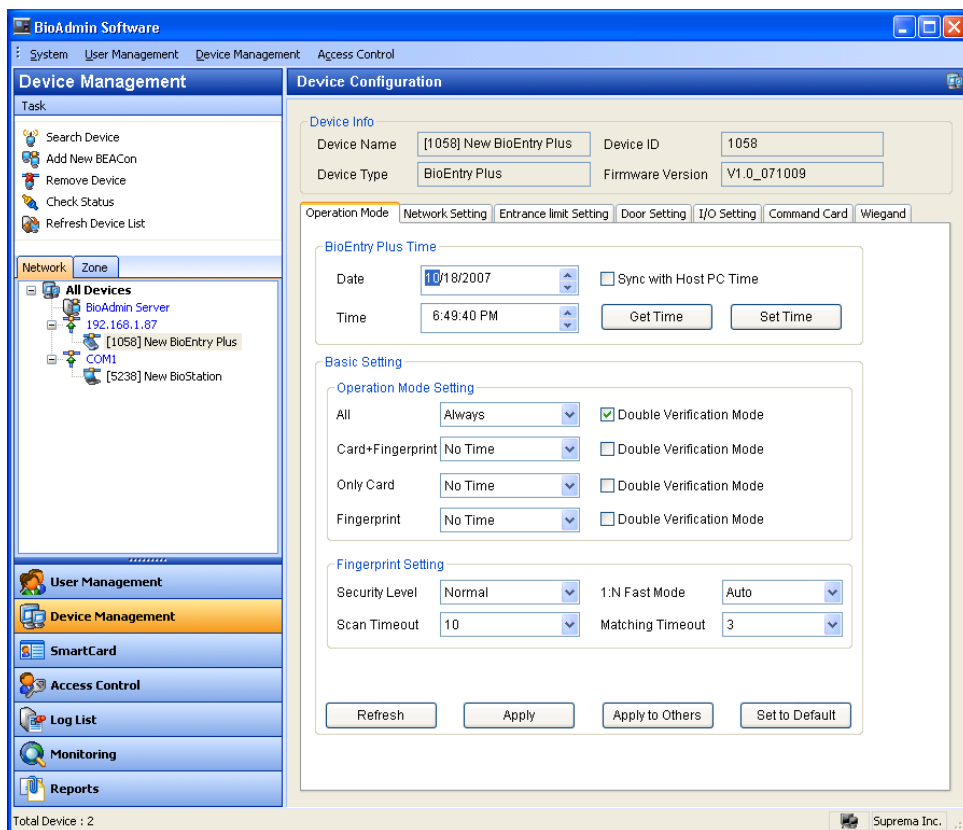 BioAdmin Software
System User Management Device Management Access Control
Device Management
Task
Search Device
Add New BEACon
Remove Device
Check Status
Refresh Device List
Network Zone
All Devices
BioAdmin Server
192.168.1.87
[1058] New BioEntry Plus
COM1
[5238] New BioStation
User Management
Device Management
SmartCard
Access Control
Log List
Monitoring
Reports
Device Configuration
Device Info
Device Name [1058] New BioEntry Plus Device ID 1058
Device Type BioEntry Plus Firmware Version V1.0_071009
Operation Mode Network Setting Entrance limit Setting Door Setting I/O Setting Command Card Wiegand
BioEntry Plus Time
Date 10/18/2007 Sync with Host PC Time
Time 6:49:40 PM Get Time Set Time
Basic Setting
Operation Mode Setting
All Always Double Verification Mode
Card+Fingerprint No Time Double Verification Mode
Only Card No Time Double Verification Mode
Fingerprint No Time Double Verification Mode
Fingerprint Setting
Security Level Normal 1:N Fast Mode Auto
Scan Timeout 10 Matching Timeout 3
Refresh Apply Apply to Others Set to Default
Total Device : 2 Suprema Inc.